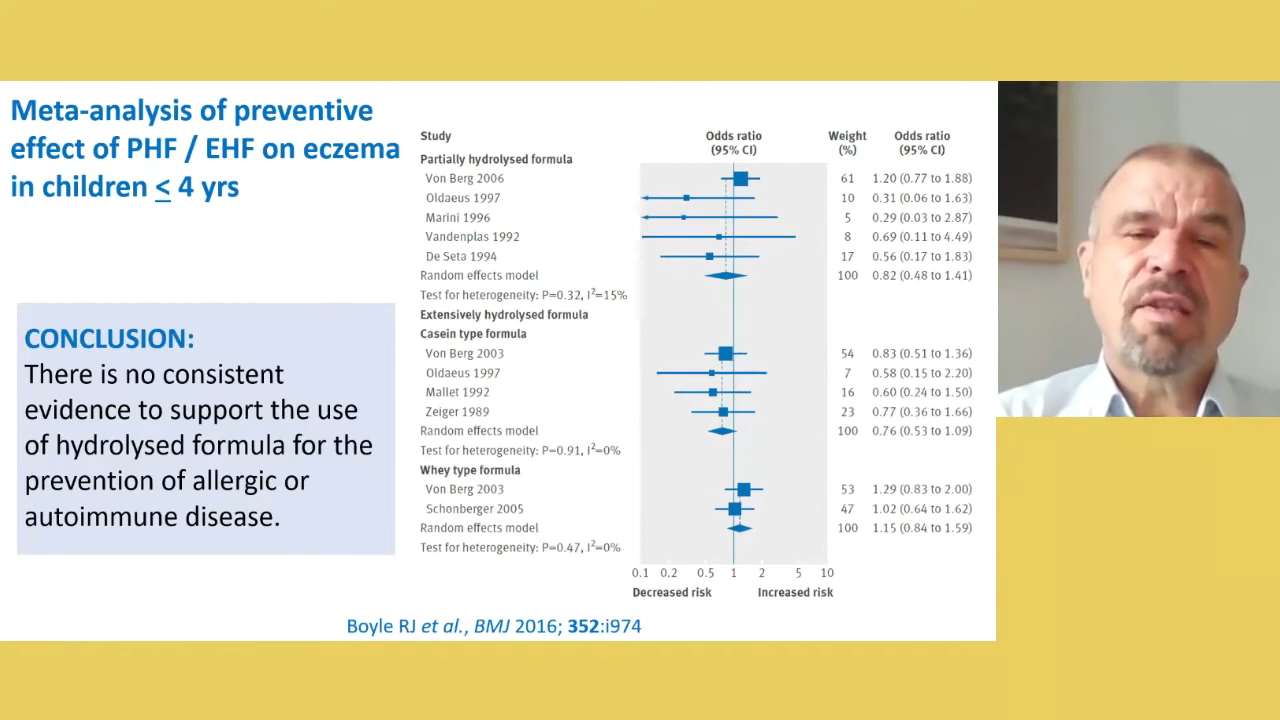 Meta-analysis of preventive
effect of PHF / EHF on eczema
in children < 4 yrs
CONCLUSION:
There is no consistent
evidence to support the use
of hydrolysed formula for the
prevention of allergic or
autoimmune disease.
Study Odds ratio (95% CI) Weight (%) Odds ratio (95% CI)
Partially hydrolysed formula
Von Berg 2006 61 1.20 (0.77 to 1.88)
Oldaeus 1997 10 0.31 (0.06 to 1.63)
Marini 1996 5 0.29 (0.03 to 2.87)
Vandenplas 1992 8 0.69 (0.11 to 4.49)
De Seta 1994 17 0.56 (0.17 to 1.83)
Random effects model 100 0.82 (0.48 to 1.41)
Test for heterogeneity: P=0.32, I²=15%
Extensively hydrolysed formula
Casein type formula
Von Berg 2003 54 0.83 (0.51 to 1.36)
Oldaeus 1997 7 0.58 (0.15 to 2.20)
Mallet 1992 16 0.60 (0.24 to 1.50)
Zeiger 1989 23 0.77 (0.36 to 1.66)
Random effects model 100 0.76 (0.53 to 1.09)
Test for heterogeneity: P=0.91, I²=0%
Whey type formula
Von Berg 2003 53 1.29 (0.83 to 2.00)
Schonberger 2005 47 1.02 (0.64 to 1.62)
Random effects model 100 1.15 (0.84 to 1.59)
Test for heterogeneity: P=0.47, I²=0%
0.1 0.2 0.5 1 2 5 10
Decreased risk Increased risk
Boyle RJ et al., BMJ 2016; 352:i974